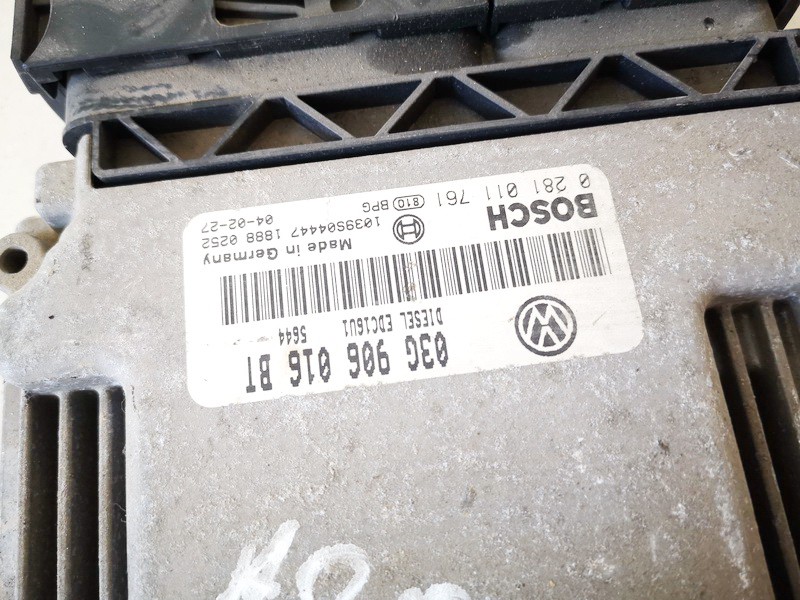 03G 906 016 BT
DIESEL EDC16U1 5644
Made in Germany
BOSCH
1039S04447 1888 0252
0 281 011 761 810 BPG 04-02-27